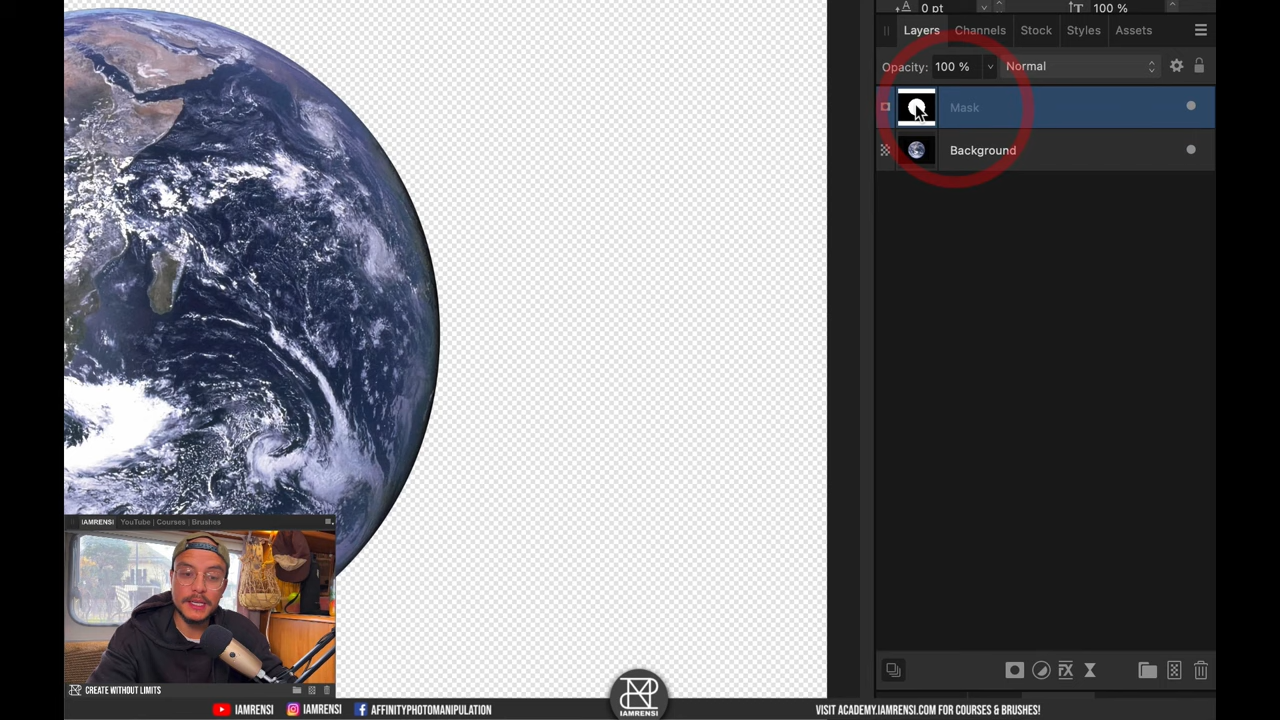 0 pt
100 %
Layers
Channels
Stock
Styles
Assets
Opacity: 100 %
Normal
Mask
Background
IAMRENSI
YouTube | Courses | Brushes
CREATE WITHOUT LIMITS
FX
IAMRENSI
IAMRENSI
IAMRENSI
AFFINITYPHOTOMANIPULATION
VISIT ACADEMY.IAMRENSI.COM FOR COURSES & BRUSHES!